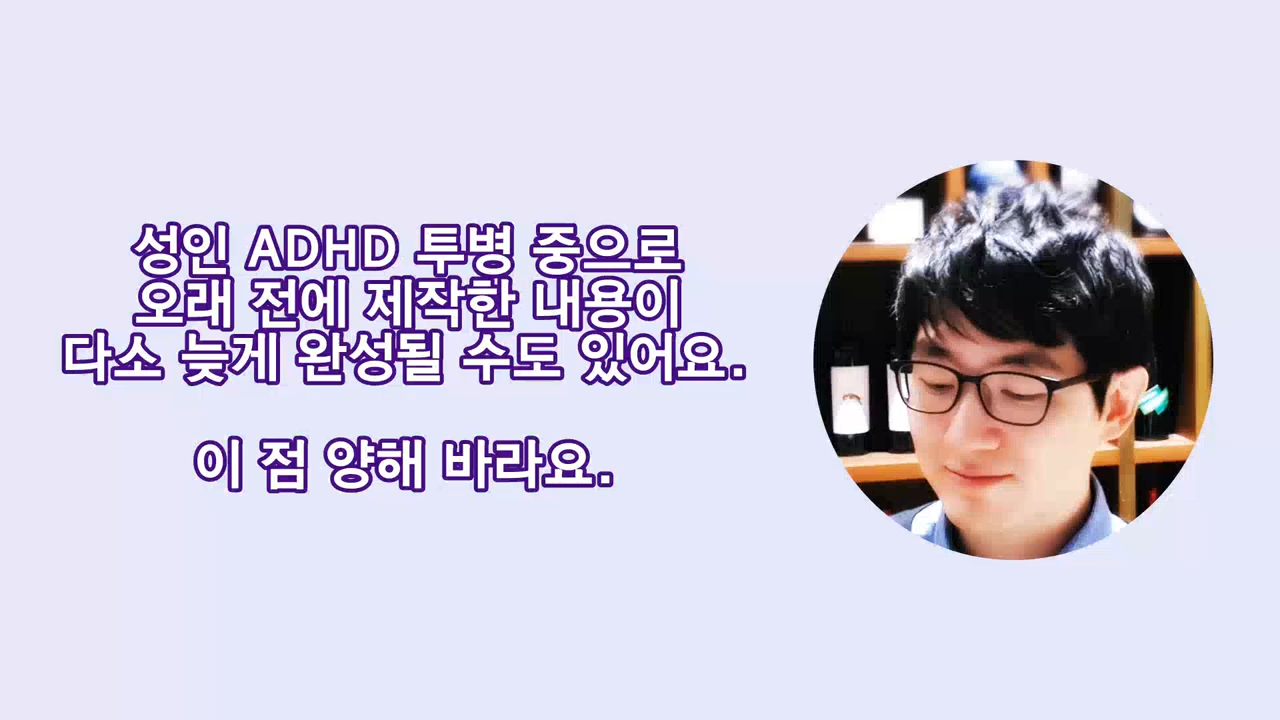 성인 ADHD 투병 중으로
오래 전에 제작한 내용이
다소 늦게 완성될 수도 있어요.
이 점 양해 바라요.